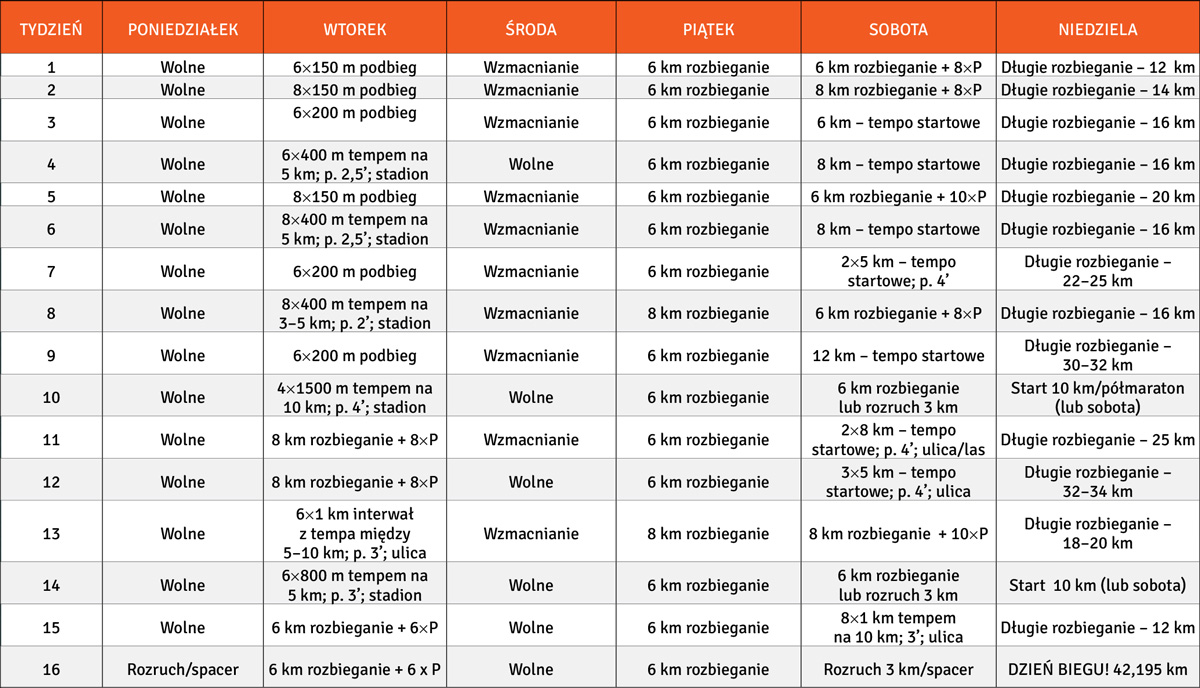 TYDZIEŃ PONIEDZIAŁEK WTOREK ŚRODA PIĄTEK SOBOTA NIEDZIELA
1 Wolne 6×150 m podbieg Wzmacnianie 6 km rozbieganie 6 km rozbieganie + 8×P Długie rozbieganie – 12 km
2 Wolne 8×150 m podbieg Wzmacnianie 6 km rozbieganie 8 km rozbieganie + 8×P Długie rozbieganie – 14 km
3 Wolne 6×200 m podbieg Wzmacnianie 6 km rozbieganie 6 km – tempo startowe Długie rozbieganie – 16 km
4 Wolne 6×400 m tempem na
5 km; p. 2,5’; stadion Wolne 6 km rozbieganie 8 km – tempo startowe Długie rozbieganie – 16 km
5 Wolne 8×150 m podbieg Wzmacnianie 6 km rozbieganie 6 km rozbieganie + 10×P Długie rozbieganie – 20 km
6 Wolne 8×400 m tempem na
5 km; p. 2,5’; stadion Wzmacnianie 6 km rozbieganie 8 km – tempo startowe Długie rozbieganie – 16 km
7 Wolne 6×200 m podbieg Wzmacnianie 6 km rozbieganie 2×5 km – tempo
startowe; p. 4’ Długie rozbieganie –
22–25 km
8 Wolne 8×400 m tempem na
3–5 km; p. 2’; stadion Wzmacnianie 8 km rozbieganie 6 km rozbieganie + 8×P Długie rozbieganie – 16 km
9 Wolne 6×200 m podbieg Wzmacnianie 6 km rozbieganie 12 km – tempo startowe Długie rozbieganie –
30–32 km
10 Wolne 4×1500 m tempem na
10 km; p. 4’; stadion Wolne 6 km rozbieganie 6 km rozbieganie
lub rozruch 3 km Start 10 km/półmaraton
(lub sobota)
11 Wolne 8 km rozbieganie + 8×P Wzmacnianie 6 km rozbieganie 2×8 km – tempo
startowe; p. 4’; ulica/las Długie rozbieganie – 25 km
12 Wolne 8 km rozbieganie + 8×P Wolne 6 km rozbieganie 3×5 km – tempo
startowe; p. 4’; ulica Długie rozbieganie –
32–34 km
13 Wolne 6×1 km interwał
z tempa między
5–10 km; p. 3’; ulica Wzmacnianie 8 km rozbieganie 8 km rozbieganie + 10×P Długie rozbieganie –
18–20 km
14 Wolne 6×800 m tempem na
5 km; p. 3’; stadion Wolne 6 km rozbieganie 6 km rozbieganie
lub rozruch 3 km Start 10 km (lub sobota)
15 Wolne 6 km rozbieganie + 6×P Wolne 6 km rozbieganie 8×1 km tempem
na 10 km; 3’; ulica Długie rozbieganie – 12 km
16 Rozruch/spacer 6 km rozbieganie + 6 x P Wolne 6 km rozbieganie Rozruch 3 km/spacer DZIEŃ BIEGU! 42,195 km